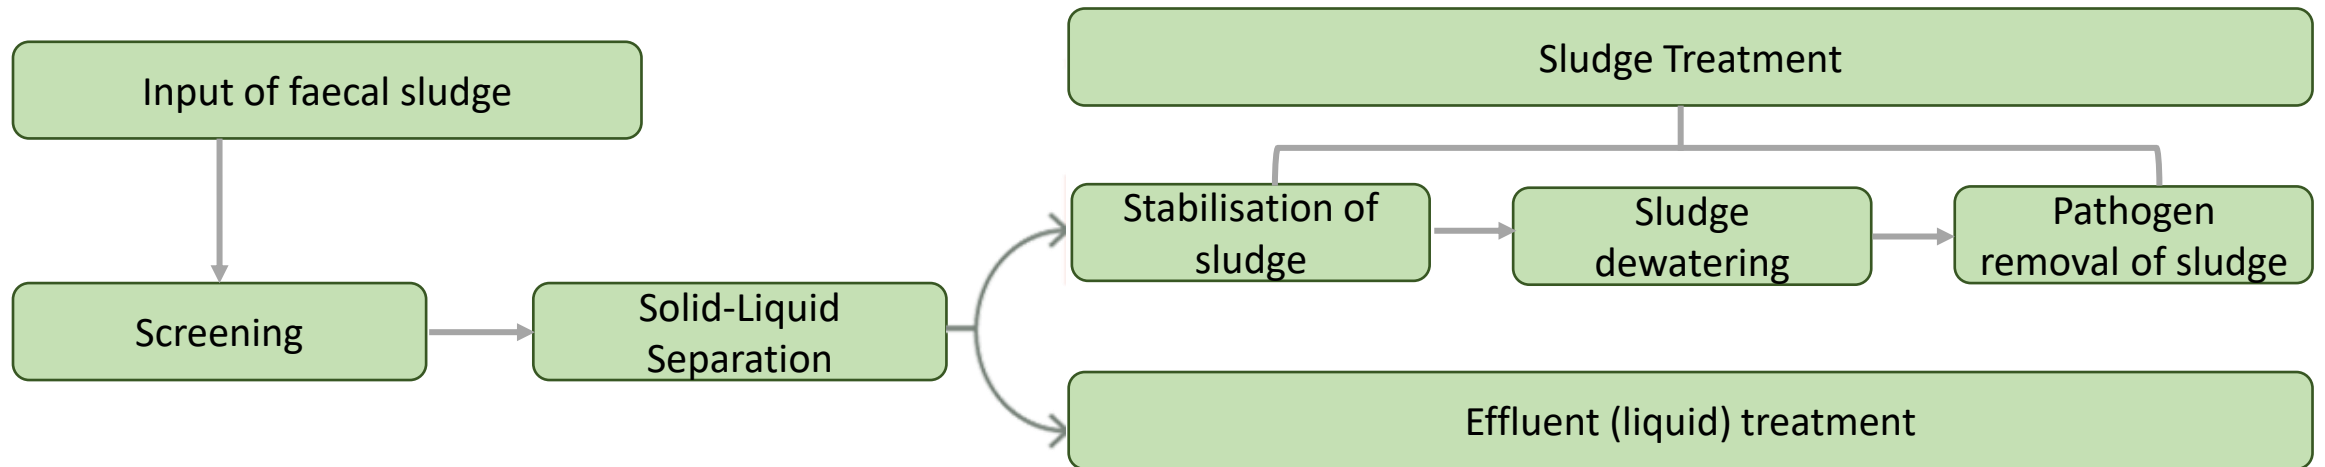 Input of faecal sludge
Screening
Solid-Liquid
Separation
Sludge Treatment
Stabilisation of
sludge
Sludge
dewatering
Pathogen
removal of sludge
Effluent (liquid) treatment